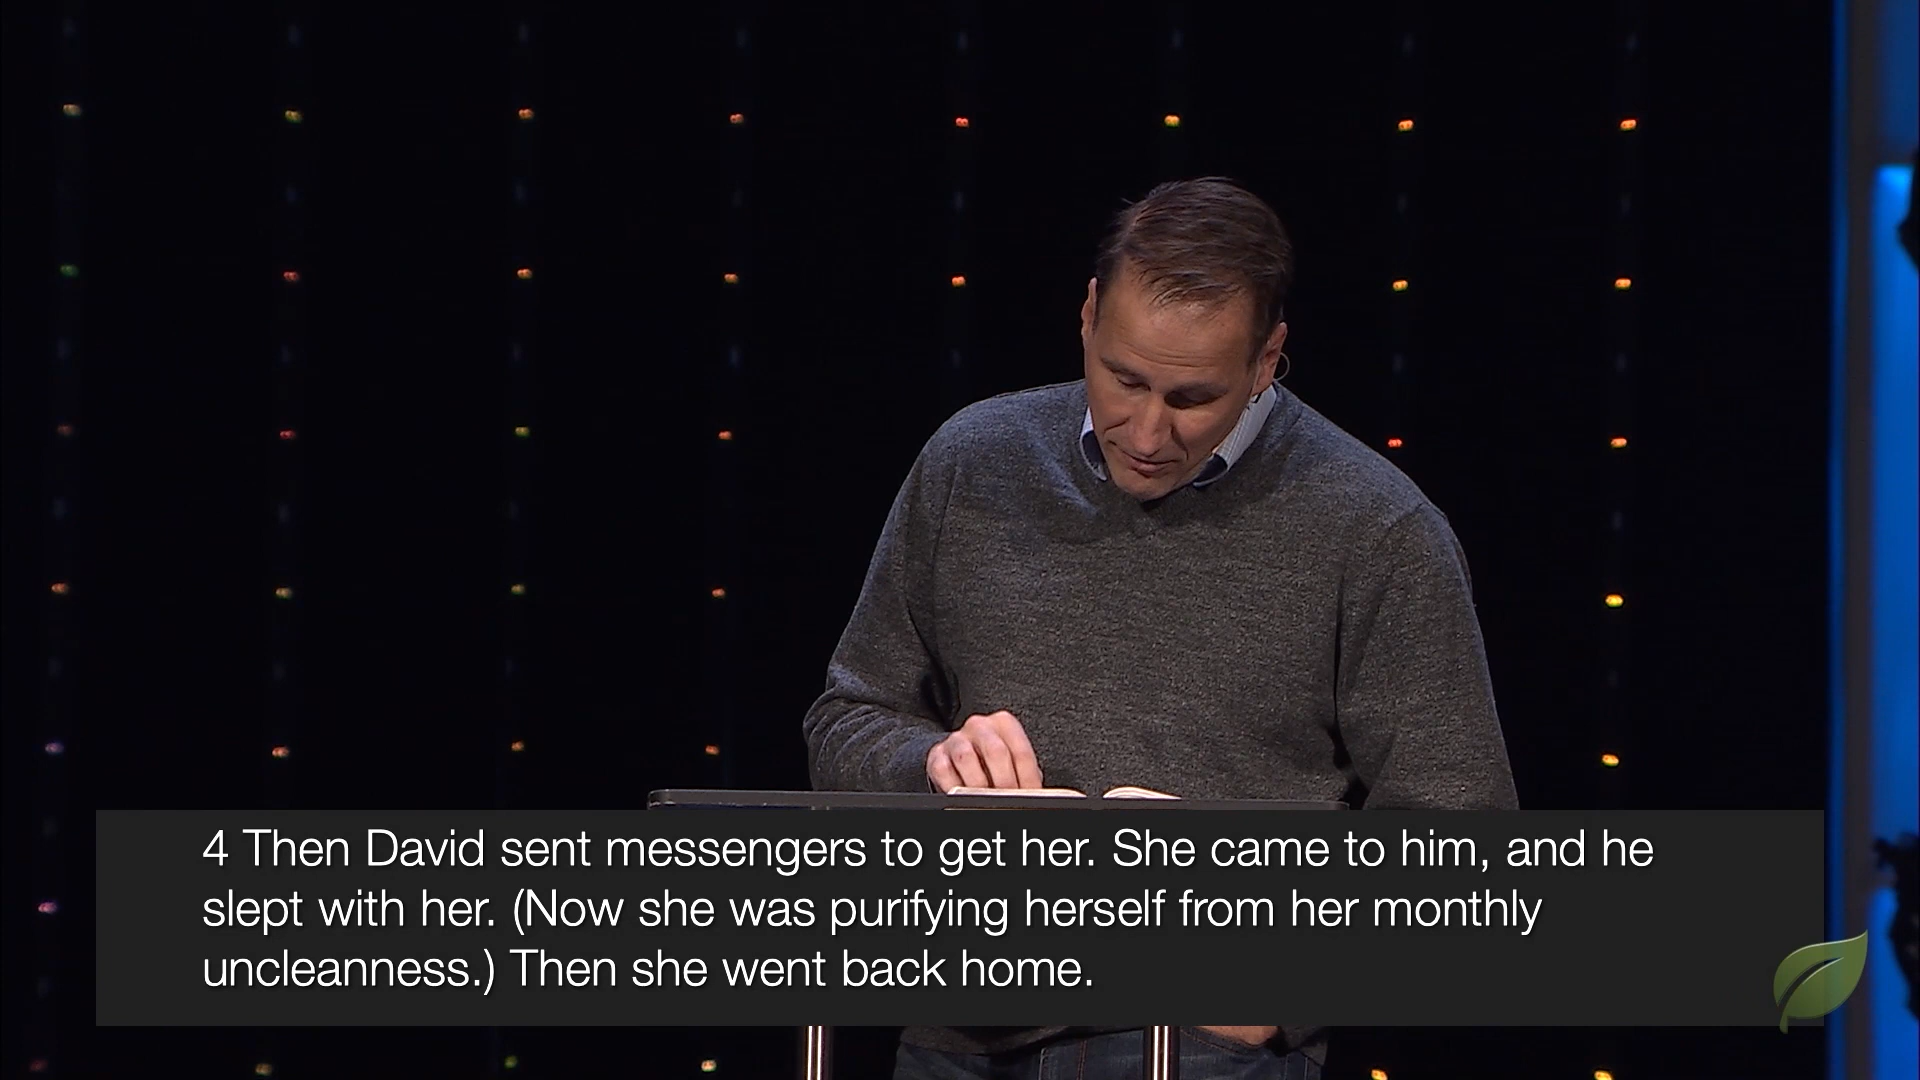 4 Then David sent messengers to get her. She came to him, and he
slept with her. (Now she was purifying herself from her monthly
uncleanness.) Then she went back home.